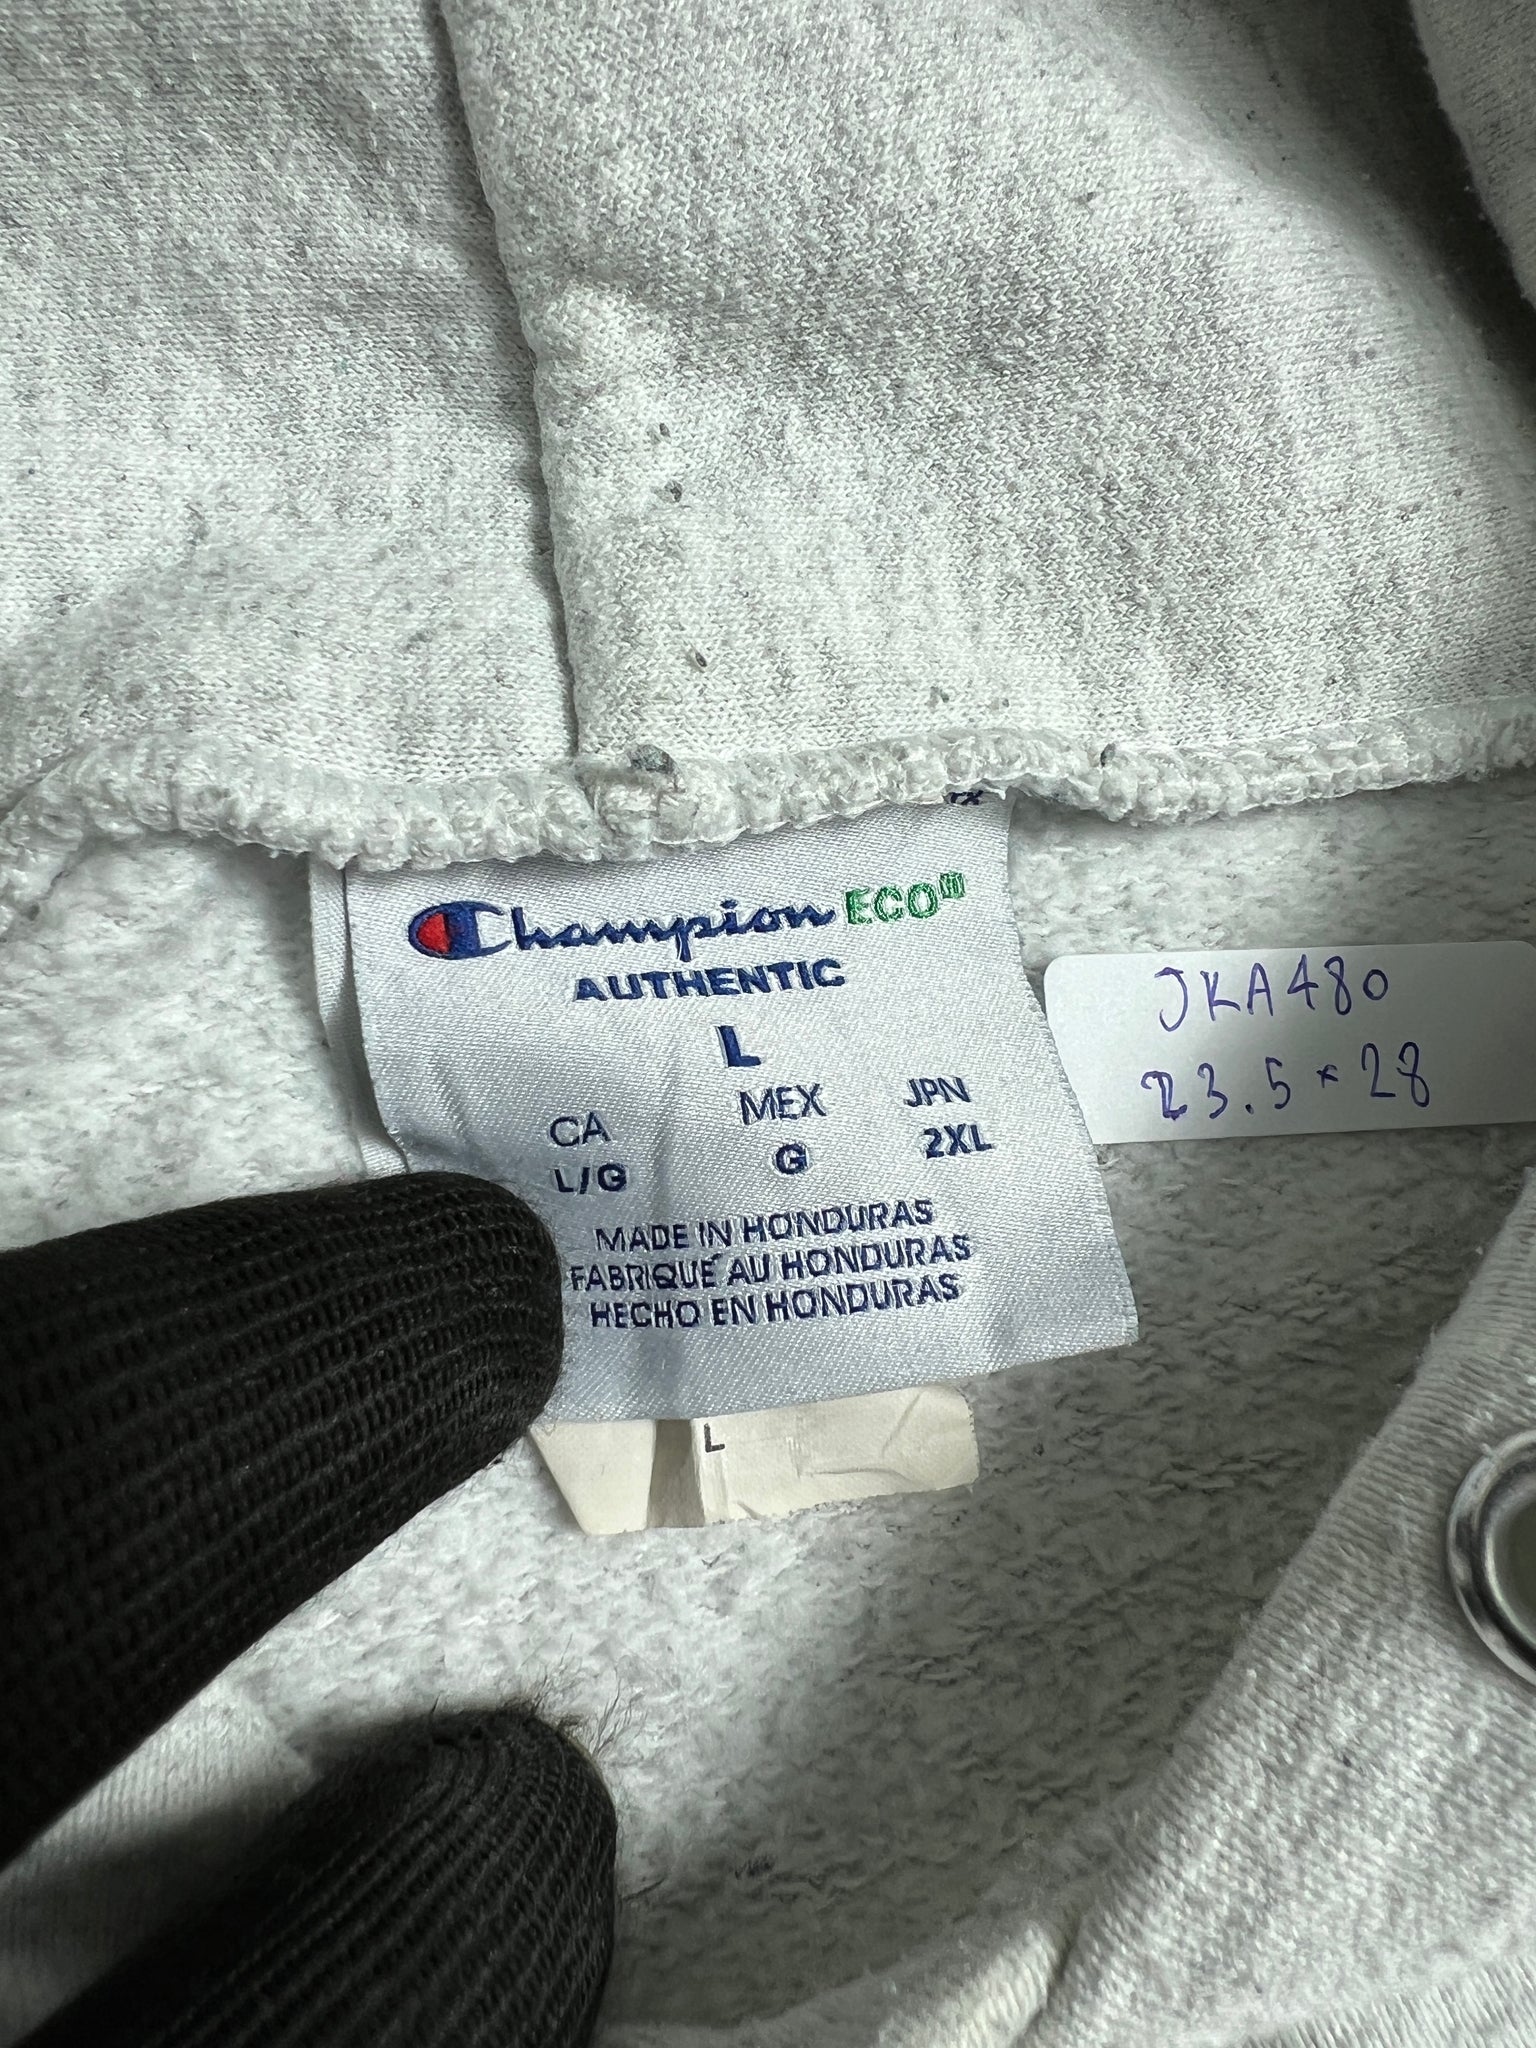 TX
Champion ECO
AUTHENTIC
L
CA MEX JPN
L/G G 2XL
MADE IN HONDURAS
FABRIQUÉ AU HONDURAS
HECHO EN HONDURAS
L
JKA480
23.5 × 28